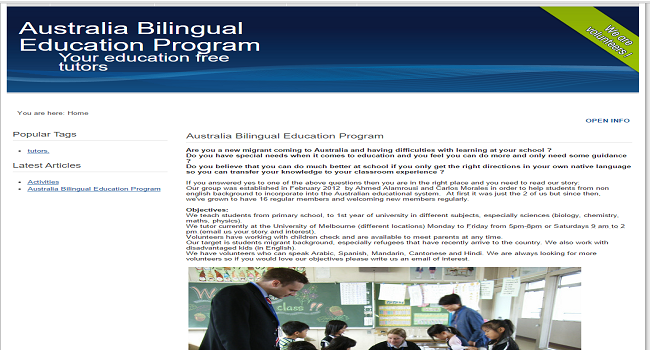 Australia Bilingual
Education Program
Your education free
tutors
We are
volunteers !
You are here: Home
OPEN INFO
Popular Tags
tutors,
Latest Articles
Activities
Australia Bilingual Education Program
Australia Bilingual Education Program
Are you a new migrant coming to Australia and having difficulties with learning at your school ?
Do you have special needs when it comes to education and you feel you can do more and only need some guidance
?
Do you believe that you can do much better at school if you only get the right directions in your own native language
so you can transfer your knowledge to your classroom experience ?
If you answered yes to one of the above questions then you are in the right place and you need to read our story:
Our group was established in February 2012 by Ahmed Alamrousi and Carlos Morales in order to help students from non
english background to incorporate into the Australian educational system. At first it was just the 2 of us but since then,
we've grown to have 16 regular members and welcoming new members regularly.
Objectives:
We teach students from primary school, to 1st year of university in different subjects, especially sciences (biology, chemistry,
maths, physics).
We tutor currently at the University of Melbourne (different locations) Monday to Friday from 5pm-8pm or Saturdays 9 am to 2
pm (email us your story and interest).
Volunteers have working with children check and are available to meet parents at any time.
Our target is students migrant background, especially refugees that have recently arrive to the country. We also work with
disadvantaged kids (in English).
We have volunteers who can speak Arabic, Spanish, Mandarin, Cantonese and Hindi. We are always looking for more
volunteers so if you would love our objectives please write us an email of interest.